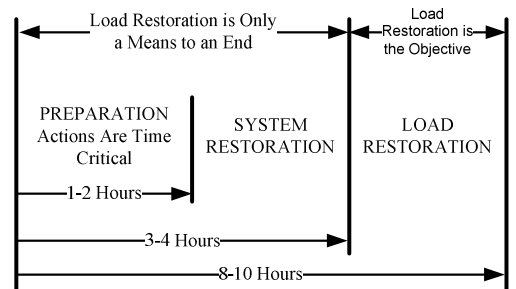 Load Restoration is Only
a Means to an End
Load
Restoration is
the Objective
PREPARATION
Actions Are Time
Critical
SYSTEM
RESTORATION
LOAD
RESTORATION
1-2 Hours
3-4 Hours
8-10 Hours